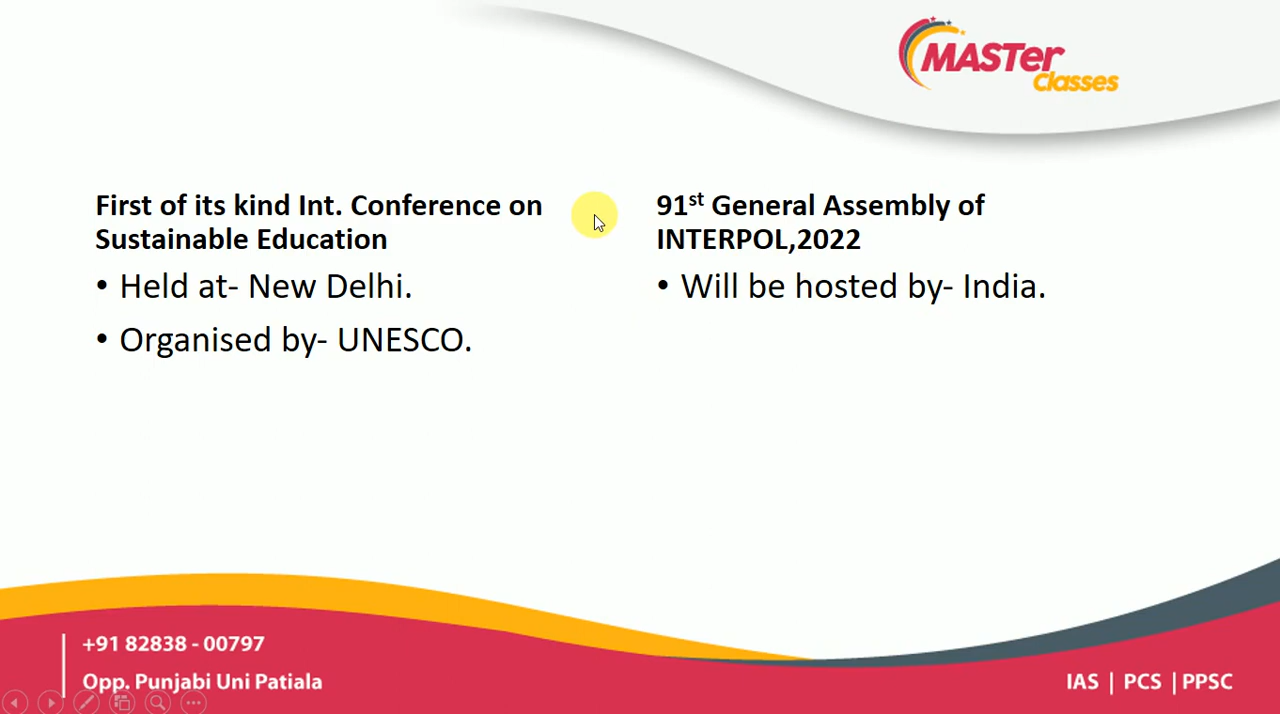 MASTer
Classes
First of its kind Int. Conference on
Sustainable Education
• Held at- New Delhi.
• Organised by- UNESCO.
91st General Assembly of
INTERPOL,2022
• Will be hosted by- India.
+91 82838 - 00797
Opp. Punjabi Uni Patiala
IAS | PCS | PPSC